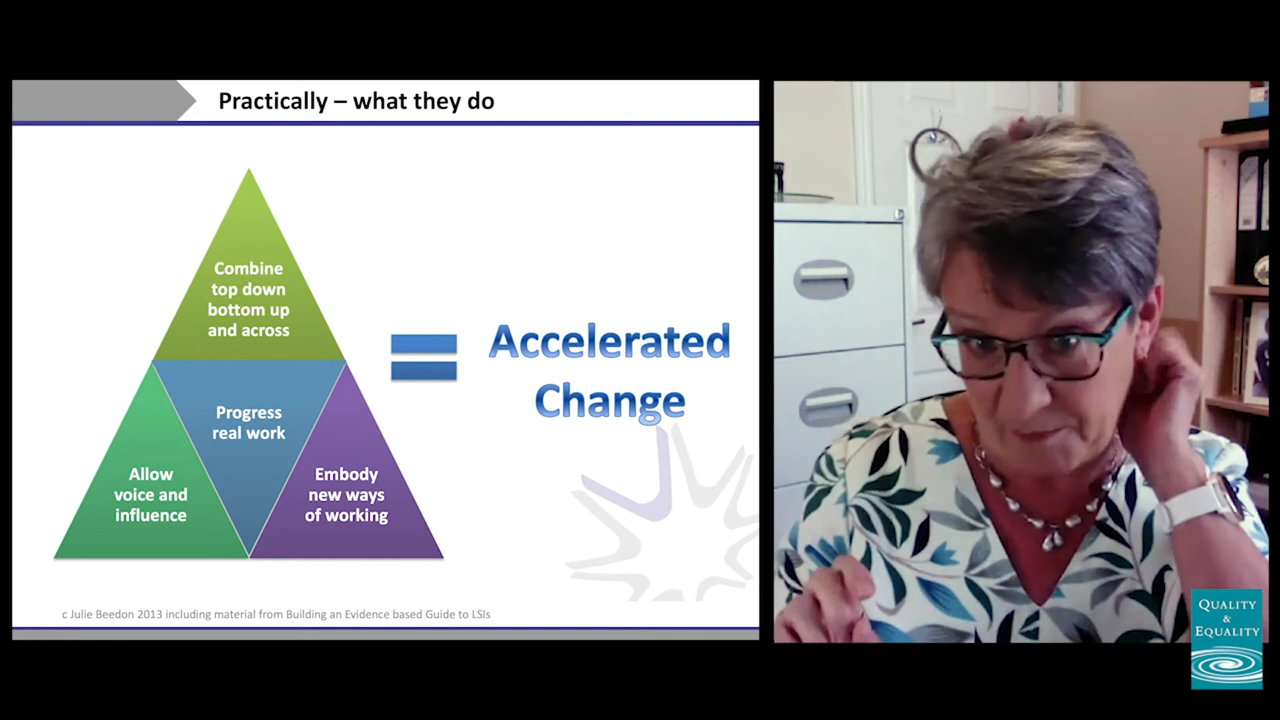 Practically – what they do
Combine
top down
bottom up
and across
Progress
real work
Allow
voice and
influence
Embody
new ways
of working
Accelerated
Change
c Julie Beedon 2013 including material from Building an Evidence based Guide to LSIs
QUALITY
&
EQUALITY